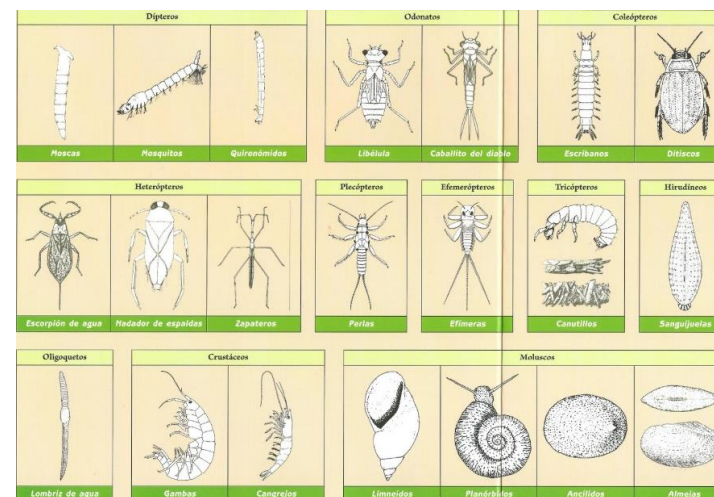 Dípteros
Odonatos
Coleópteros
Moscas
Mosquitos
Quironómidos
Libélula
Caballito del diablo
Escribanos
Ditiscos
Heterópteros
Plecópteros
Efemerópteros
Tricópteros
Hirudíneos
Escorpión de agua
Nadador de espaldas
Zapateros
Perlas
Efímeras
Canutillos
Sanguijuelas
Oligoquetos
Crustáceos
Moluscos
Lombriz de agua
Gambas
Cangrejos
Limneidos
Planórbidos
Ancílidos
Almejas